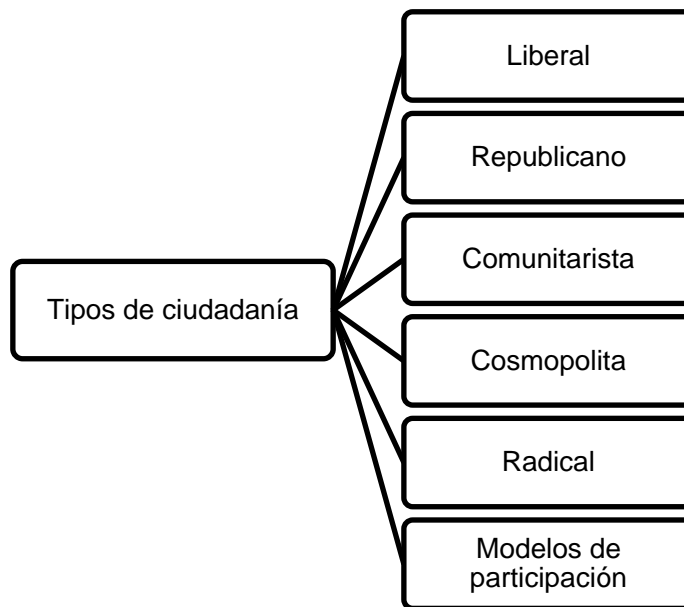 Liberal
Republicano
Comunitarista
Tipos de ciudadanía
Cosmopolita
Radical
Modelos de
participación